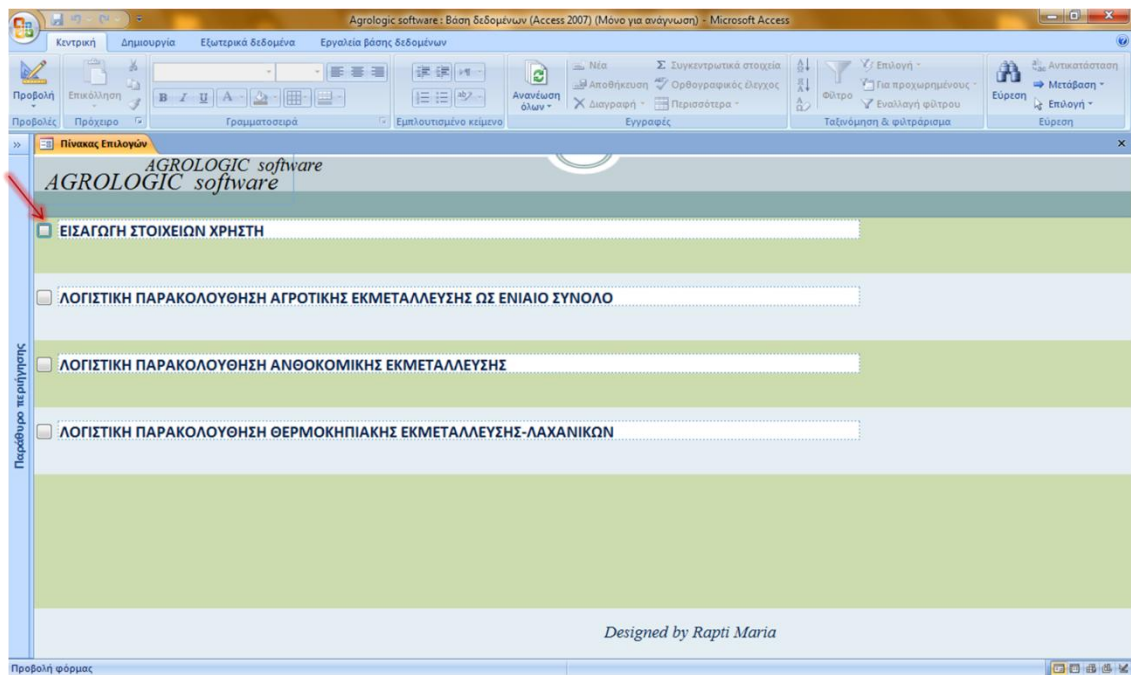 Agrologic software : Βάση δεδομένων (Access 2007) (Μόνο για ανάγνωση) - Microsoft Access
Κεντρική Δημιουργία Εξωτερικά δεδομένα Εργαλεία βάσης δεδομένων
Νέα Σ Συγκεντρωτικά στοιχεία Επιλογή Αντικατάσταση
Προβολή Επικόλληση Ανανέωση όλων Αποθήκευση Ορθογραφικός έλεγχος Φίλτρο Για προχωρημένους Εύρεση Μετάβαση
B I U A Διαγραφή Περισσότερα Εναλλαγή φίλτρου Επιλογή
Προβολές Πρόχειρο Γραμματοσειρά Εμπλουτισμένο κείμενο Εγγραφές Ταξινόμηση & φιλτράρισμα Εύρεση
Πίνακας Επιλογών
AGROLOGIC software
AGROLOGIC software
ΕΙΣΑΓΩΓΗ ΣΤΟΙΧΕΙΩΝ ΧΡΗΣΤΗ
ΛΟΓΙΣΤΙΚΗ ΠΑΡΑΚΟΛΟΥΘΗΣΗ ΑΓΡΟΤΙΚΗΣ ΕΚΜΕΤΑΛΛΕΥΣΗΣ ΩΣ ΕΝΙΑΙΟ ΣΥΝΟΛΟ
ΛΟΓΙΣΤΙΚΗ ΠΑΡΑΚΟΛΟΥΘΗΣΗ ΑΝΘΟΚΟΜΙΚΗΣ ΕΚΜΕΤΑΛΛΕΥΣΗΣ
ΛΟΓΙΣΤΙΚΗ ΠΑΡΑΚΟΛΟΥΘΗΣΗ ΘΕΡΜΟΚΗΠΙΑΚΗΣ ΕΚΜΕΤΑΛΛΕΥΣΗΣ-ΛΑΧΑΝΙΚΩΝ
Παράθυρο περιήγησης
Designed by Rapti Maria
Προβολή φόρμας